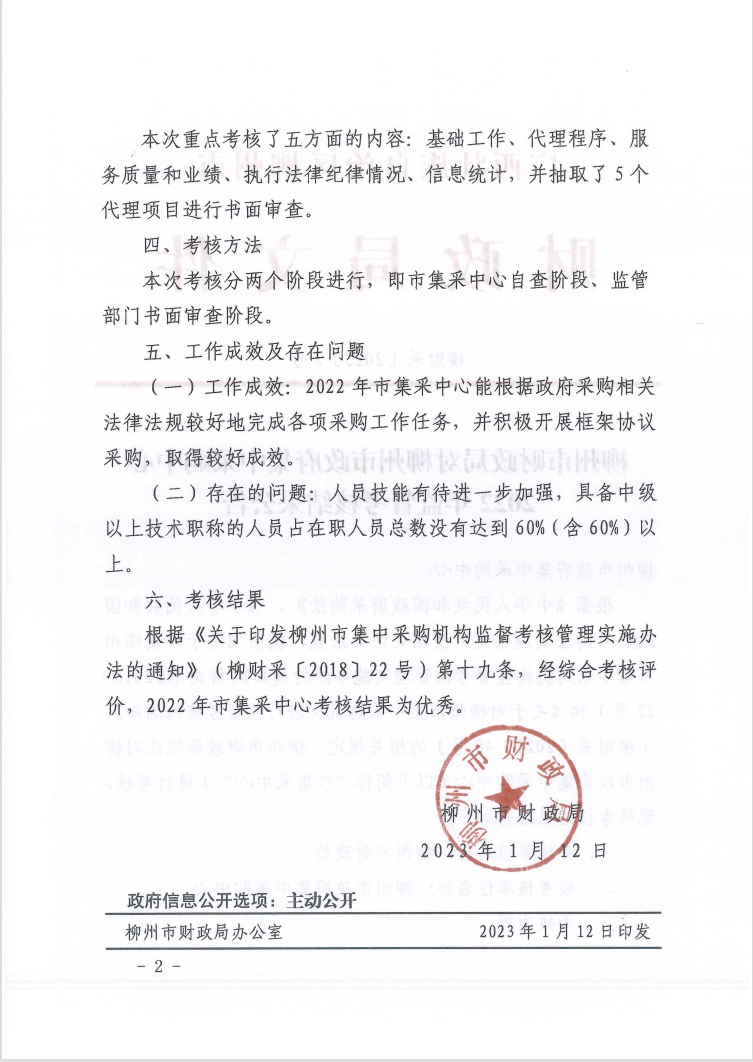 本次重点考核了五方面的内容：基础工作、代理程序、服
务质量和业绩、执行法律纪律情况、信息统计，并抽取了5个
代理项目进行书面审查。
四、考核方法
本次考核分两个阶段进行，即市集采中心自查阶段、监管
部门书面审查阶段。
五、工作成效及存在问题
（一）工作成效：2022年市集采中心能根据政府采购相关
法律法规较好地完成各项采购工作任务，并积极开展框架协议
采购，取得较好成效。
（二）存在的问题：人员技能有待进一步加强，具备中级
以上技术职称的人员占在职人员总数没有达到60%（含60%）以
上。
六、考核结果
根据《关于印发柳州市集中采购机构监督考核管理实施办
法的通知》（柳财采〔2018〕22号）第十九条，经综合考核评
价，2022年市集采中心考核结果为优秀。
柳州市财政局
柳州市财政局
2023年1月12日
政府信息公开选项：主动公开
柳州市财政局办公室 2023年1月12日印发
- 2 -